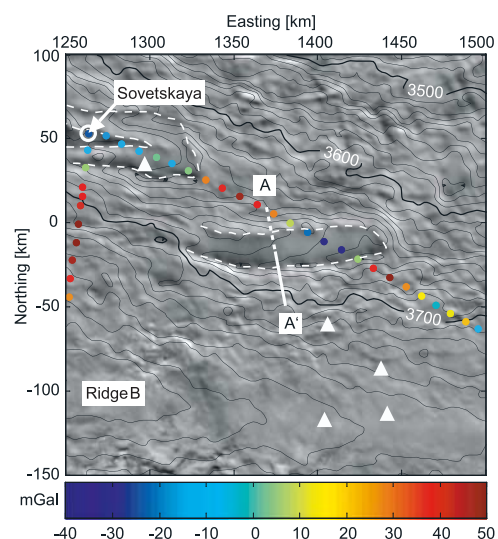 Easting [km]
1250 1300 1350 1400 1450 1500
Northing [km]
100
50
0
-50
-100
-150
Sovetskaya
3500
3600
A
A'
3700
Ridge B
mGal
-40 -30 -20 -10 0 10 20 30 40 50